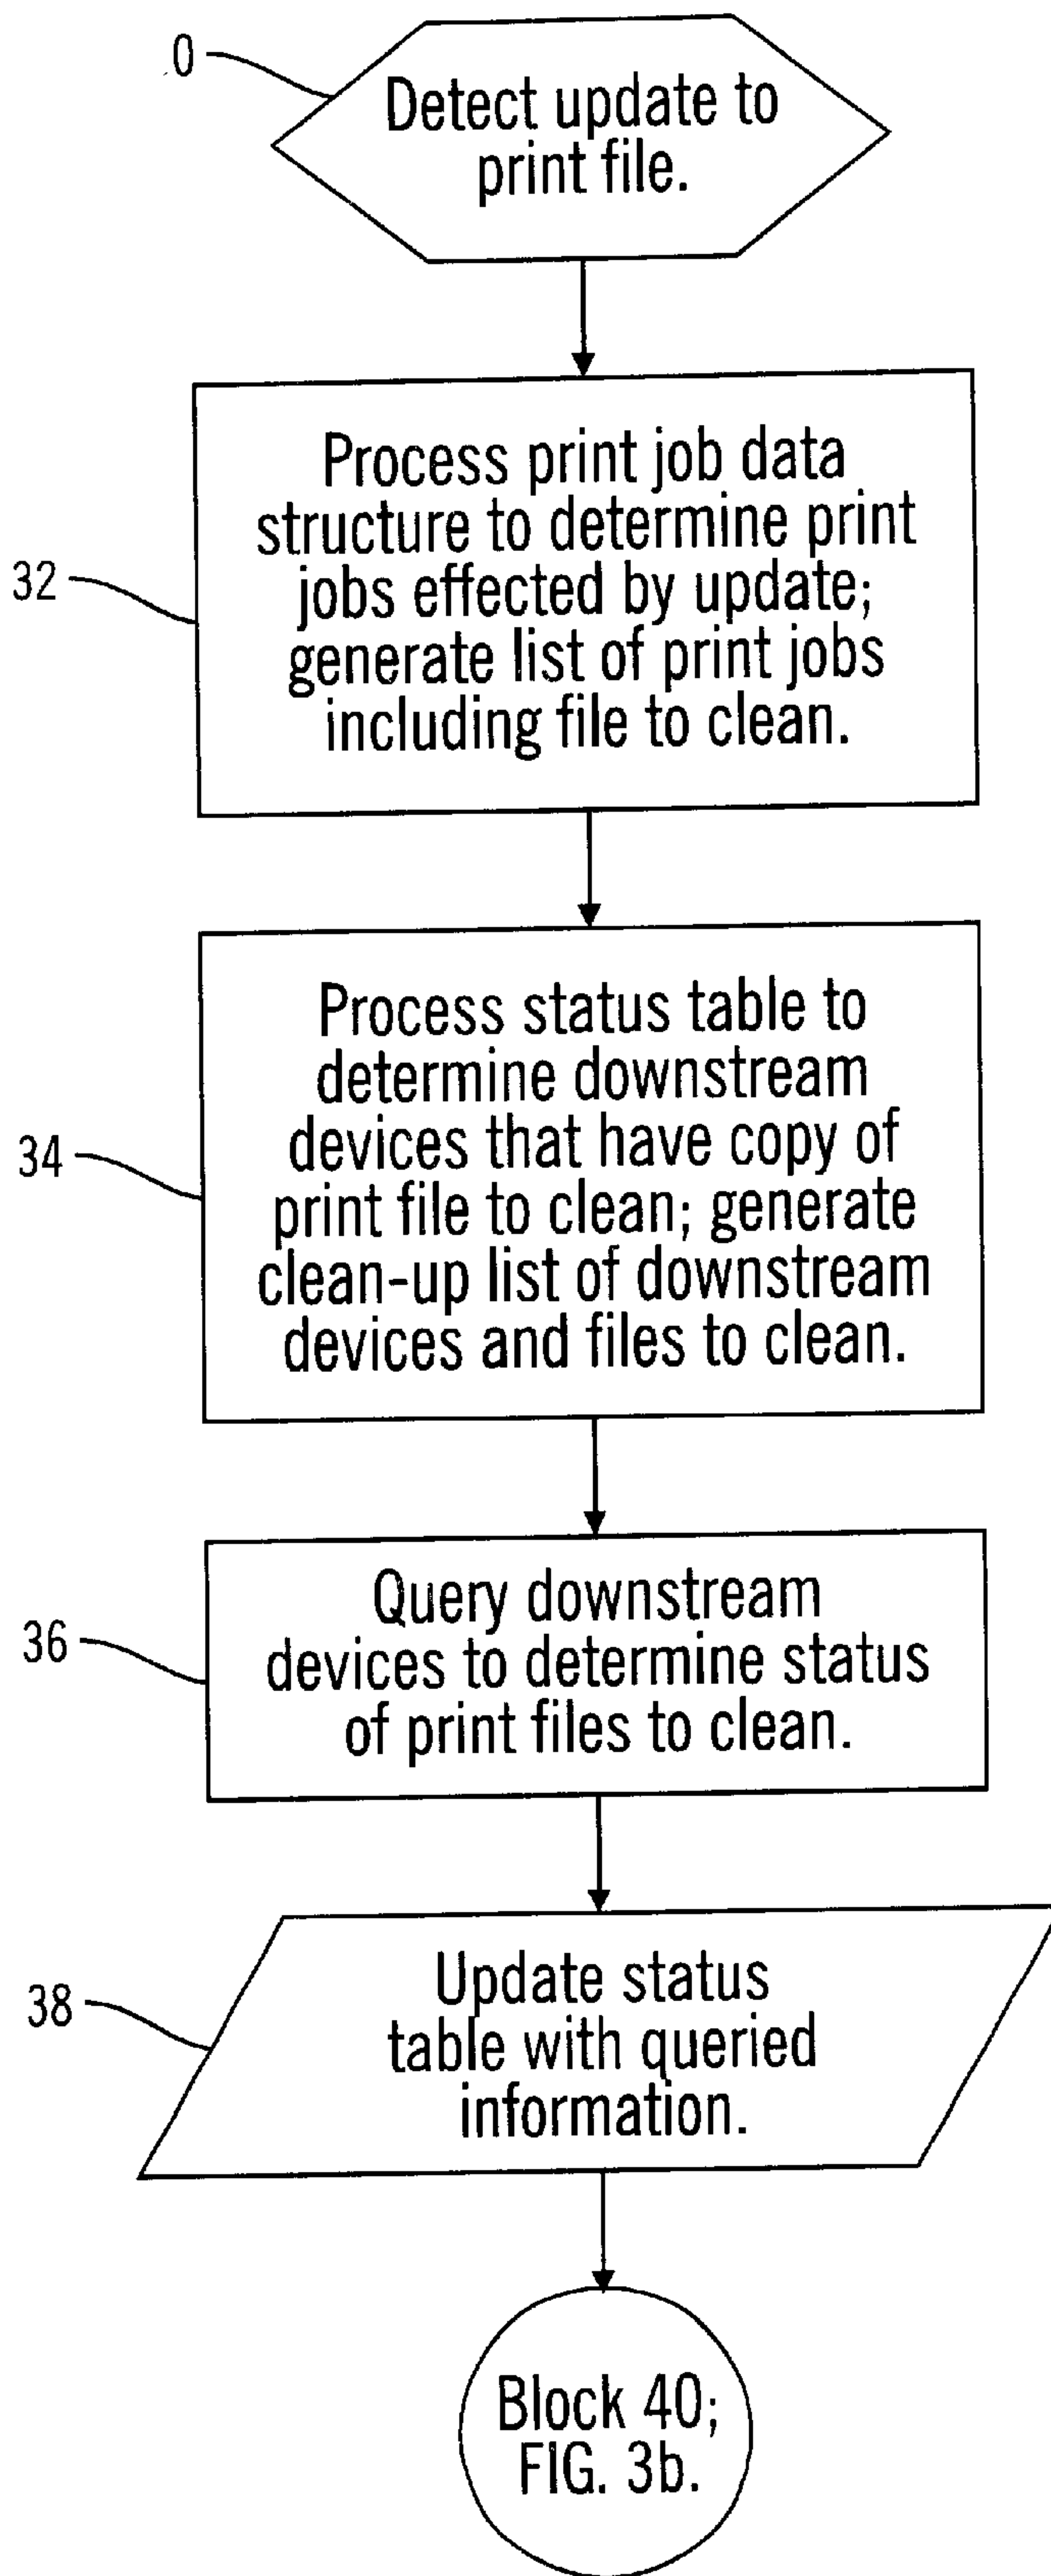 0
Detect update to
print file.
32
Process print job data
structure to determine print
jobs effected by update;
generate list of print jobs
including file to clean.
34
Process status table to
determine downstream
devices that have copy of
print file to clean; generate
clean-up list of downstream
devices and files to clean.
36
Query downstream
devices to determine status
of print files to clean.
38
Update status
table with queried
information.
Block 40;
FIG. 3b.